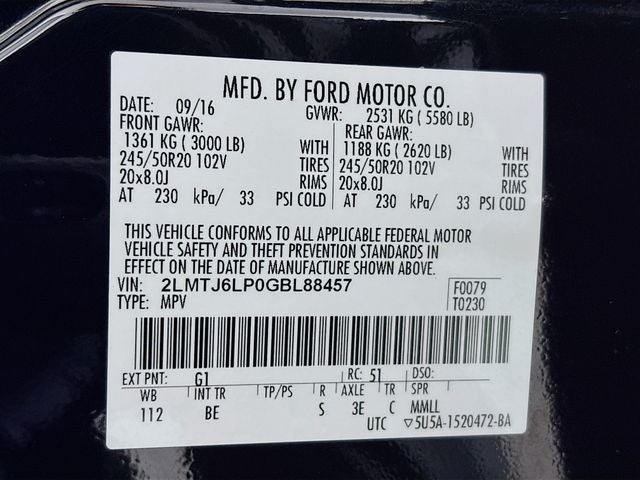 MFD. BY FORD MOTOR CO.
DATE: 09/16 GVWR: 2531 KG ( 5580 LB)
FRONT GAWR: REAR GAWR:
1361 KG ( 3000 LB) WITH 1188 KG ( 2620 LB) WITH
245/50R20 102V TIRES 245/50R20 102V TIRES
20x8.0J RIMS 20x8.0J RIMS
AT 230 kPa/ 33 PSI COLD AT 230 kPa/ 33 PSI COLD
THIS VEHICLE CONFORMS TO ALL APPLICABLE FEDERAL MOTOR
VEHICLE SAFETY AND THEFT PREVENTION STANDARDS IN
EFFECT ON THE DATE OF MANUFACTURE SHOWN ABOVE.
VIN: 2LMTJ6LP0GBL88457 F0079
TYPE: MPV T0230
EXT PNT: G1 RC: 51 DSO:
WB INT TR TP/PS R AXLE TR SPR
112 BE S 3E C MMLL
UTC ▽5U5A-1520472-BA